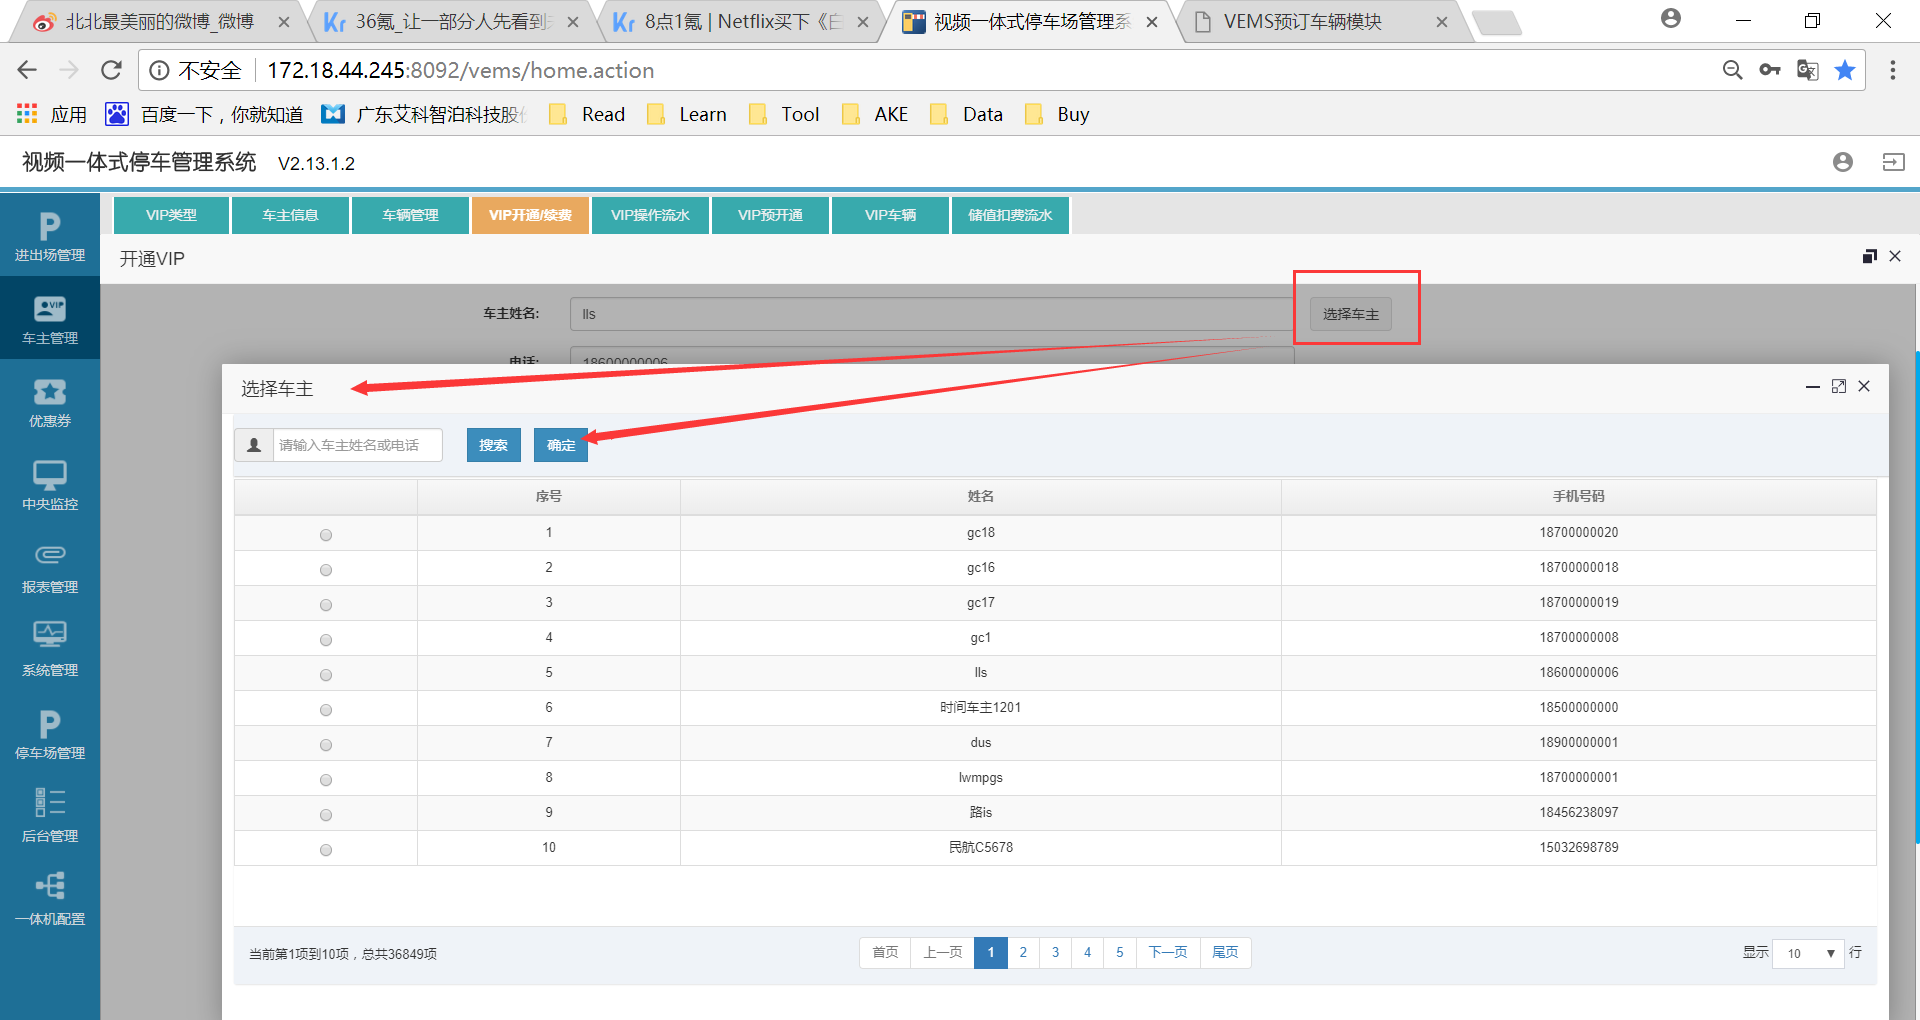 北北最美丽的微博_微博
36氪_让一部分人先看到
8点1氪 | Netflix买下《白
视频一体式停车场管理系
VEMS预订车辆模块
不安全
172.18.44.245:8092/vems/home.action
应用
百度一下，你就知道
广东艾科智泊科技股份
Read
Learn
Tool
AKE
Data
Buy
视频一体式停车管理系统 V2.13.1.2
VIP类型
车主信息
车辆管理
VIP开通/续费
VIP操作流水
VIP预开通
VIP车辆
储值扣费流水
进出场管理
车主管理
优惠券
中央监控
报表管理
系统管理
停车场管理
后台管理
一体机配置
开通VIP
车主姓名:
lls
选择车主
电话:
18600000006
选择车主
请输入车主姓名或电话
搜索
确定
序号 姓名 手机号码
1 gc18 18700000020
2 gc16 18700000018
3 gc17 18700000019
4 gc1 18700000008
5 lls 18600000006
6 时间车主1201 18500000000
7 dus 18900000001
8 lwmpgs 18700000001
9 路is 18456238097
10 民航C5678 15032698789
当前第1项到10项，总共36849项
首页 上一页 1 2 3 4 5 下一页 尾页
显示 10 行